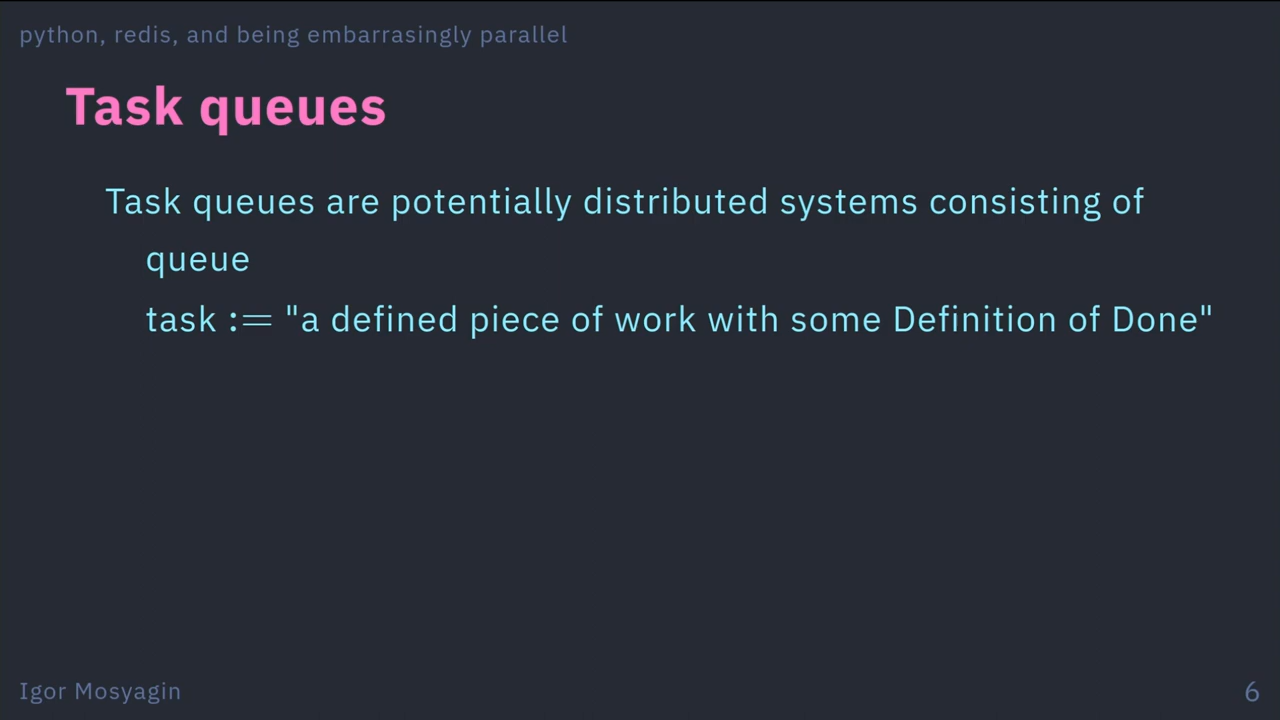 python, redis, and being embarrasingly parallel
Task queues
Task queues are potentially distributed systems consisting of
queue
task := "a defined piece of work with some Definition of Done"
Igor Mosyagin
6